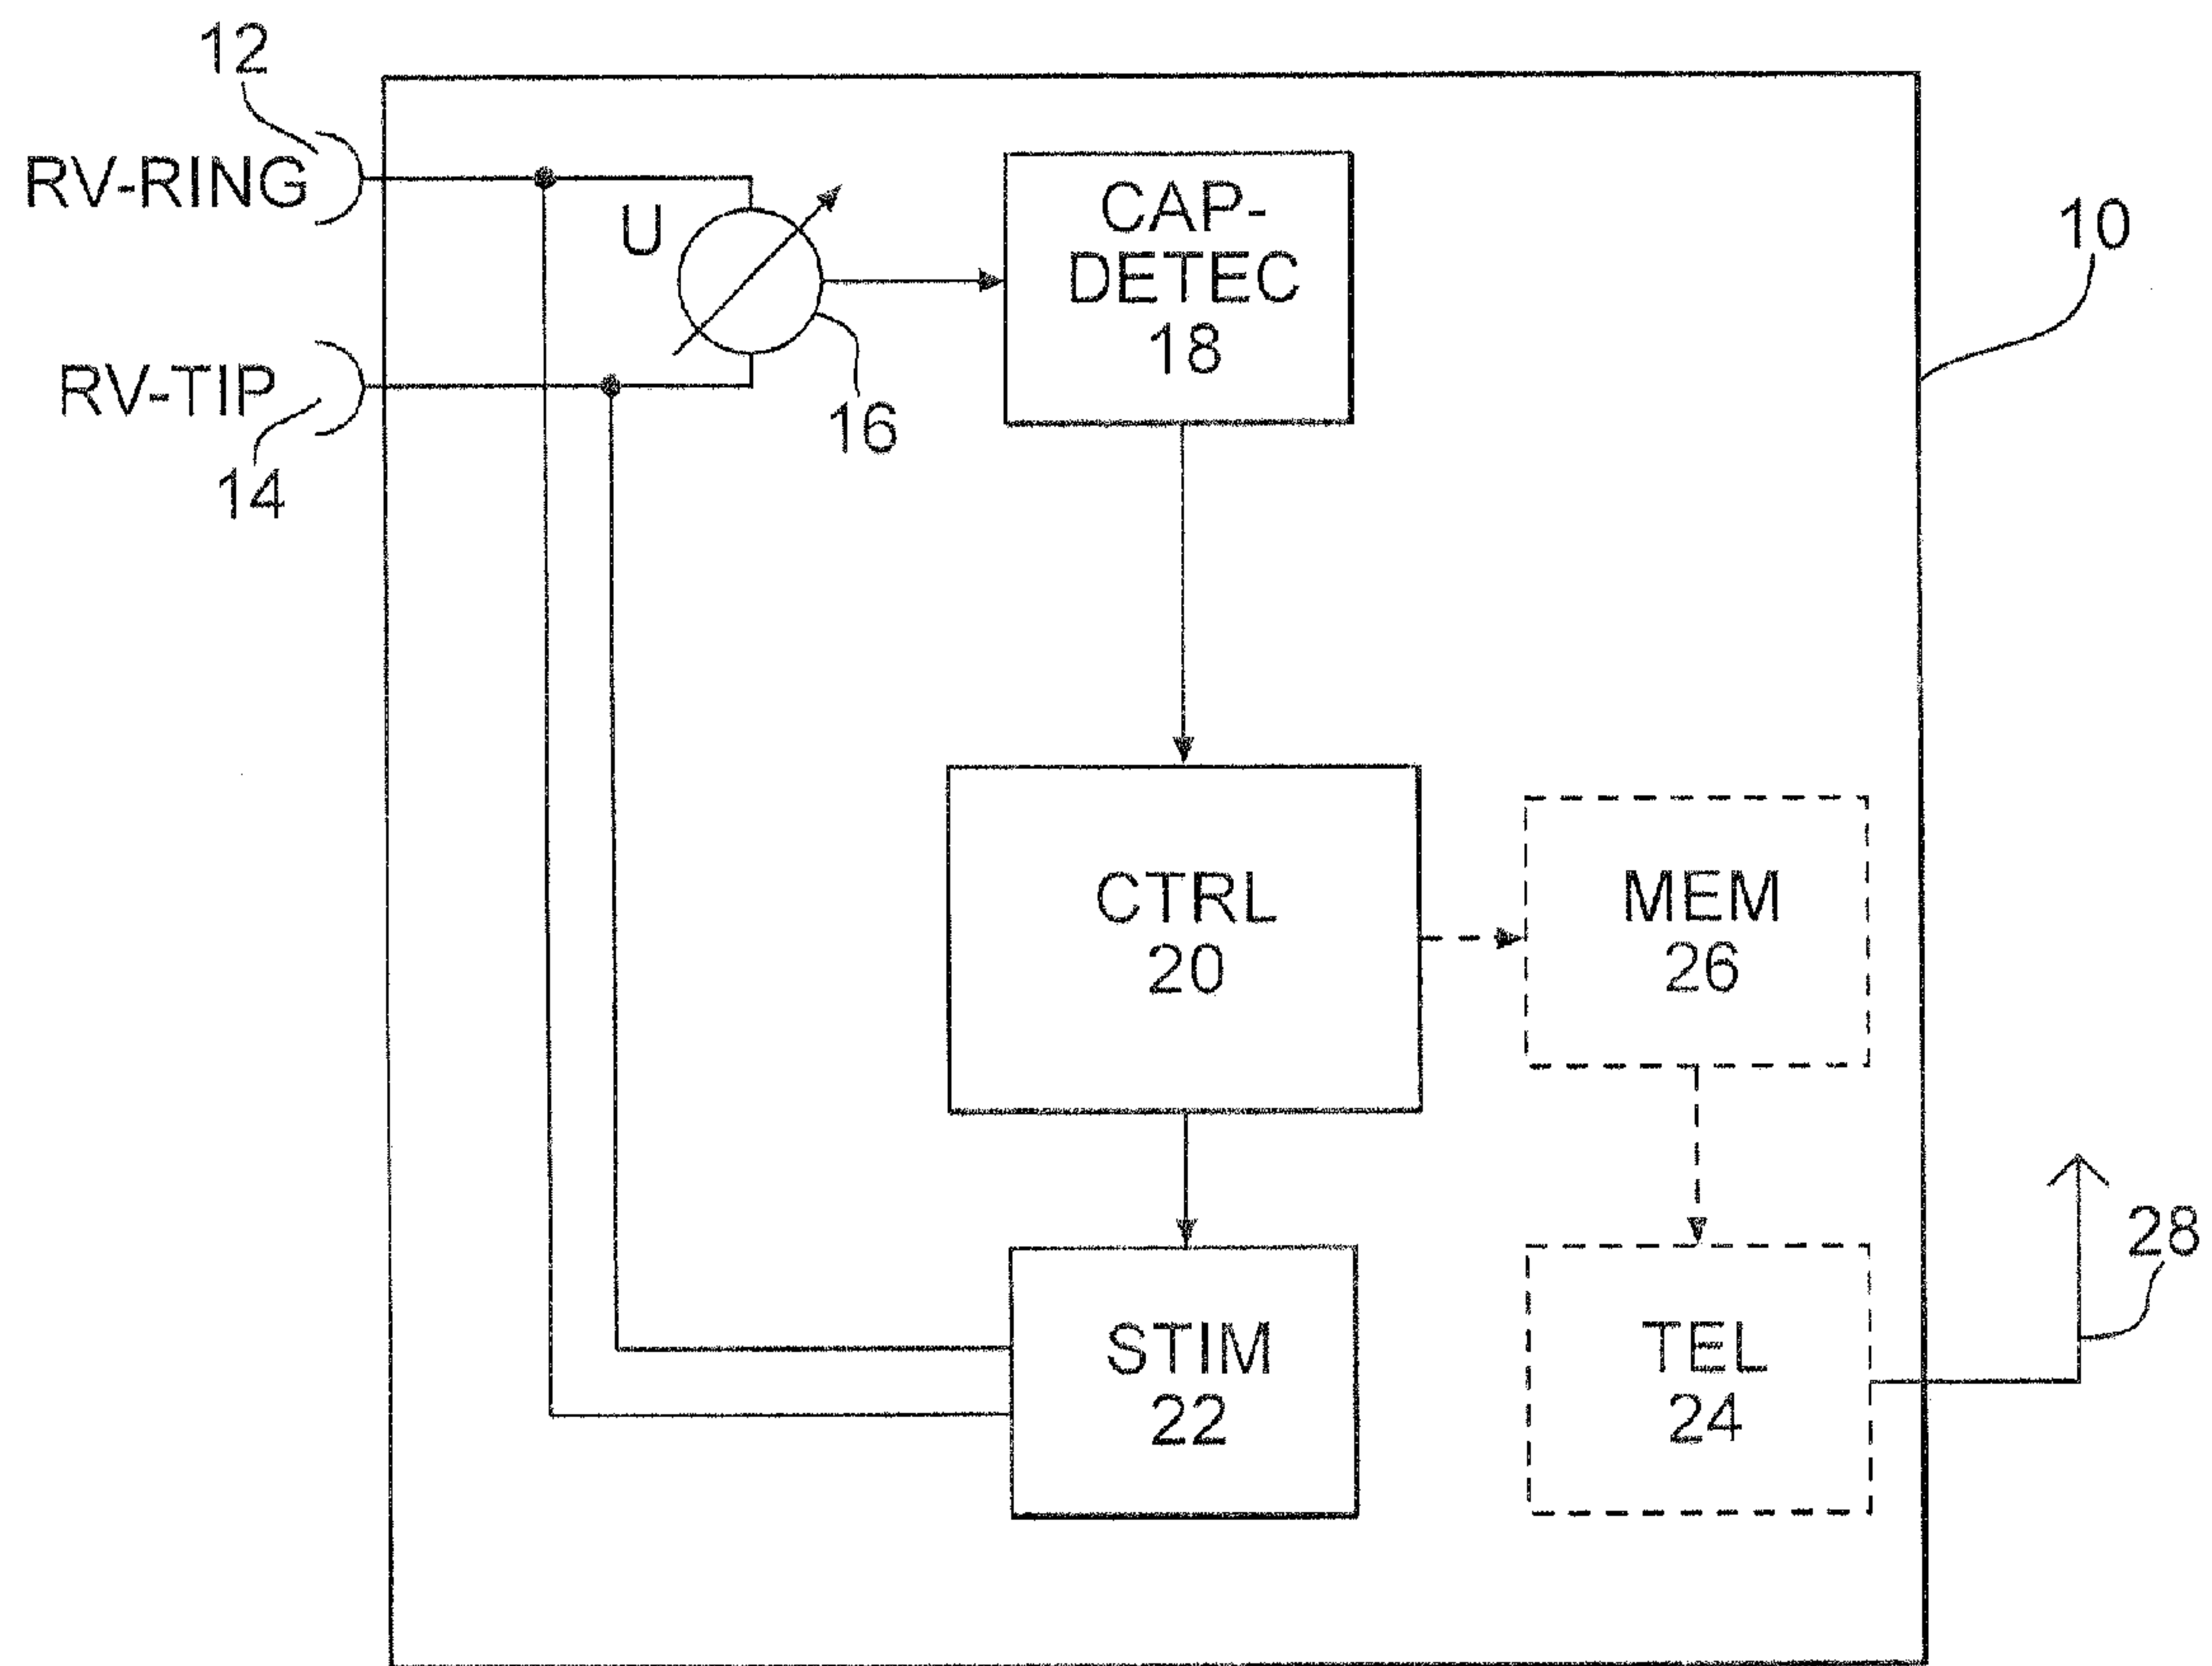 12
RV-RING
U
CAP-
DETEC
18
10
RV-TIP
14
16
CTRL
20
MEM
26
STIM
22
TEL
24
28